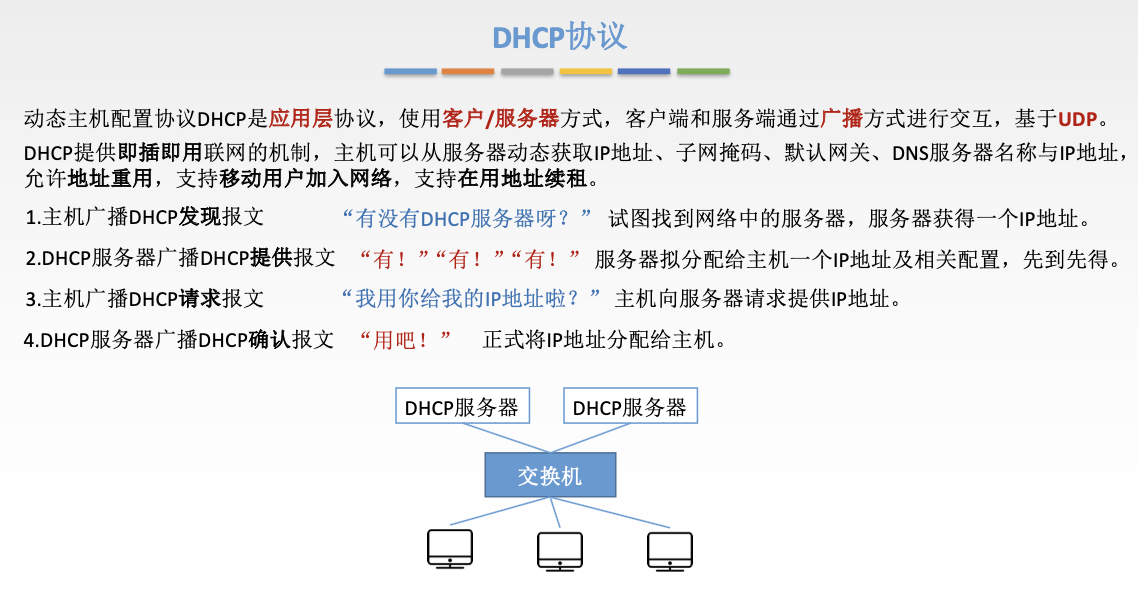 DHCP协议
动态主机配置协议DHCP是应用层协议，使用客户/服务器方式，客户端和服务端通过广播方式进行交互，基于UDP。
DHCP提供即插即用联网的机制，主机可以从服务器动态获取IP地址、子网掩码、默认网关、DNS服务器名称与IP地址，
允许地址重用，支持移动用户加入网络，支持在用地址续租。
1.主机广播DHCP发现报文 “有没有DHCP服务器呀？” 试图找到网络中的服务器，服务器获得一个IP地址。
2.DHCP服务器广播DHCP提供报文 “有！”“有！”“有！” 服务器拟分配给主机一个IP地址及相关配置，先到先得。
3.主机广播DHCP请求报文 “我用你给我的IP地址啦？” 主机向服务器请求提供IP地址。
4.DHCP服务器广播DHCP确认报文 “用吧！” 正式将IP地址分配给主机。
DHCP服务器 DHCP服务器
交换机